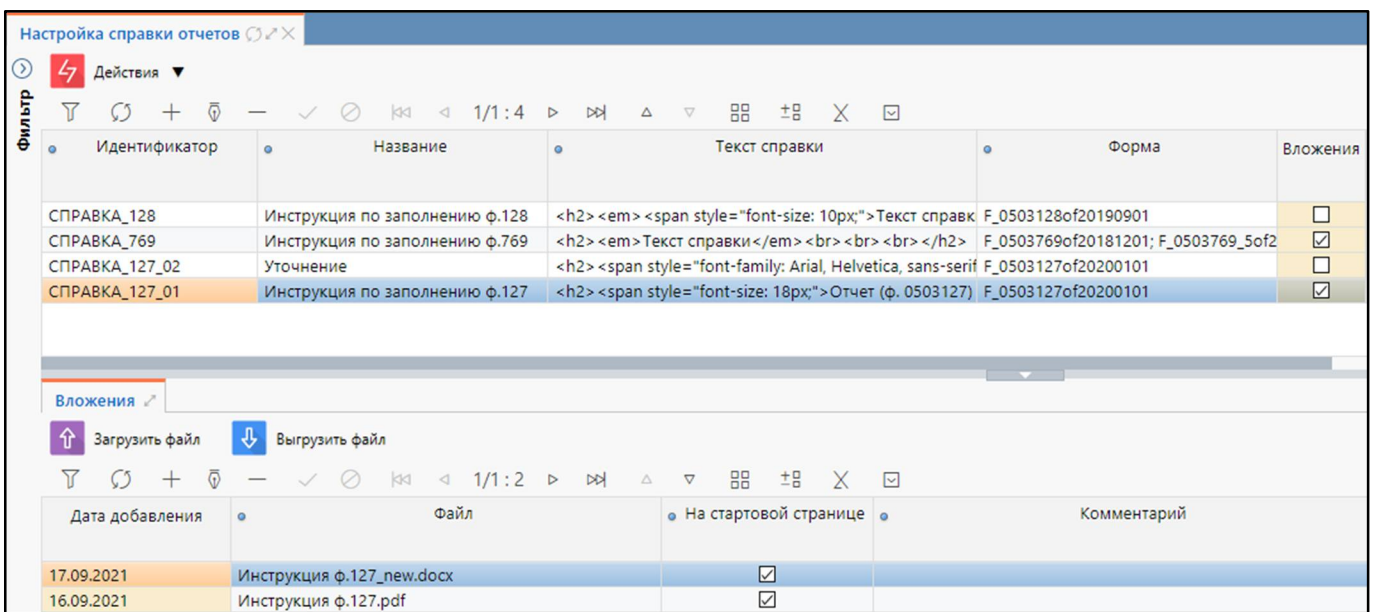 Настройка справки отчетов
Фильтр
Действия
1/1 : 4
Идентификатор Название Текст справки Форма Вложения
СПРАВКА_128 Инструкция по заполнению ф.128 <h2><em><span style="font-size: 10px;">Текст справк F_0503128of20190901
СПРАВКА_769 Инструкция по заполнению ф.769 <h2><em>Текст справки</em><br><br><br></h2> F_0503769of20181201; F_0503769_5of2
СПРАВКА_127_02 Уточнение <h2><span style="font-family: Arial, Helvetica, sans-serif F_0503127of20200101
СПРАВКА_127_01 Инструкция по заполнению ф.127 <h2><span style="font-size: 18px;">Отчет (ф. 0503127) F_0503127of20200101
Вложения
Загрузить файл Выгрузить файл
1/1 : 2
Дата добавления Файл На стартовой странице Комментарий
17.09.2021 Инструкция ф.127_new.docx
16.09.2021 Инструкция ф.127.pdf